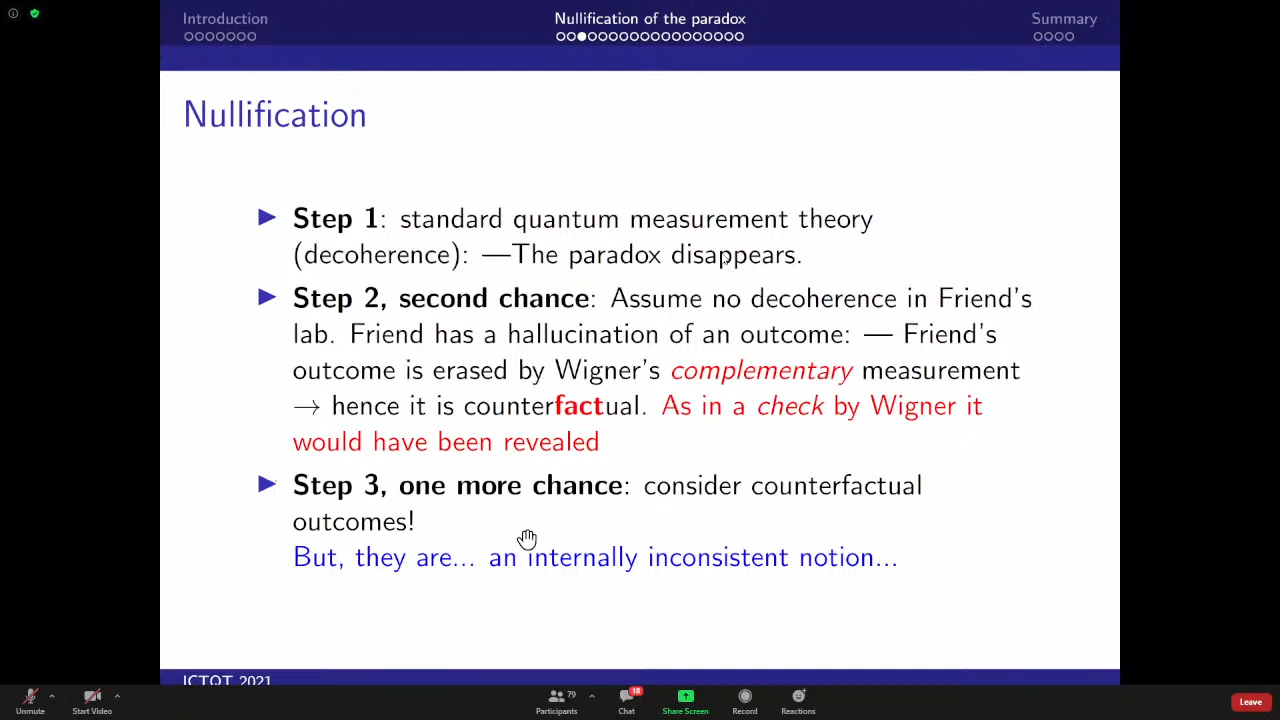 Introduction
Nullification of the paradox
Summary
Nullification
Step 1: standard quantum measurement theory
(decoherence): —The paradox disappears.
Step 2, second chance: Assume no decoherence in Friend's
lab. Friend has a hallucination of an outcome: — Friend's
outcome is erased by Wigner's complementary measurement
→ hence it is counterfactual. As in a check by Wigner it
would have been revealed
Step 3, one more chance: consider counterfactual
outcomes!
But, they are... an internally inconsistent notion...
ICTQT 2021
79
18
Unmute
Start Video
Participants
Chat
Share Screen
Record
Reactions
Leave